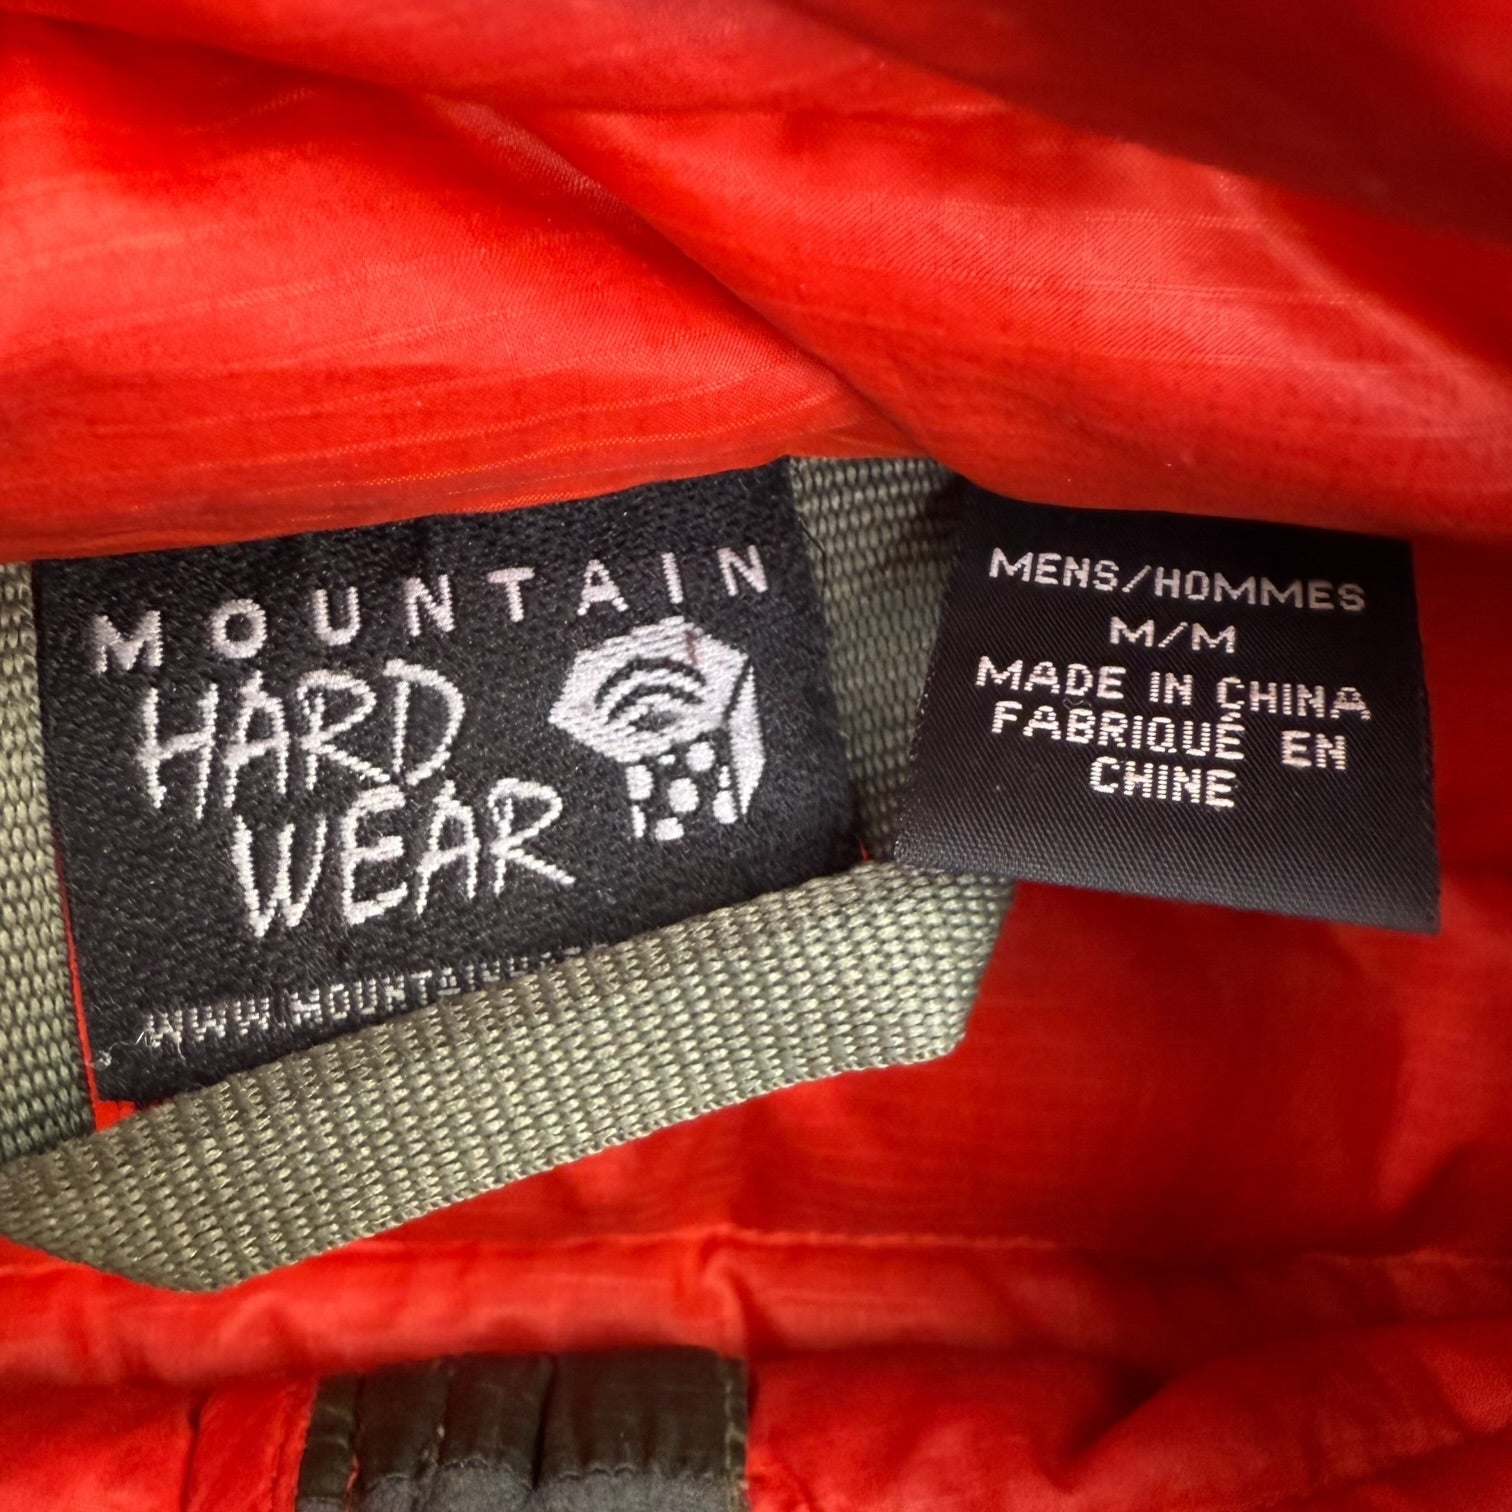 MOUNTAIN
HARD
WEAR
MENS/HOMMES
M/M
MADE IN CHINA
FABRIQUÉ EN
CHINE